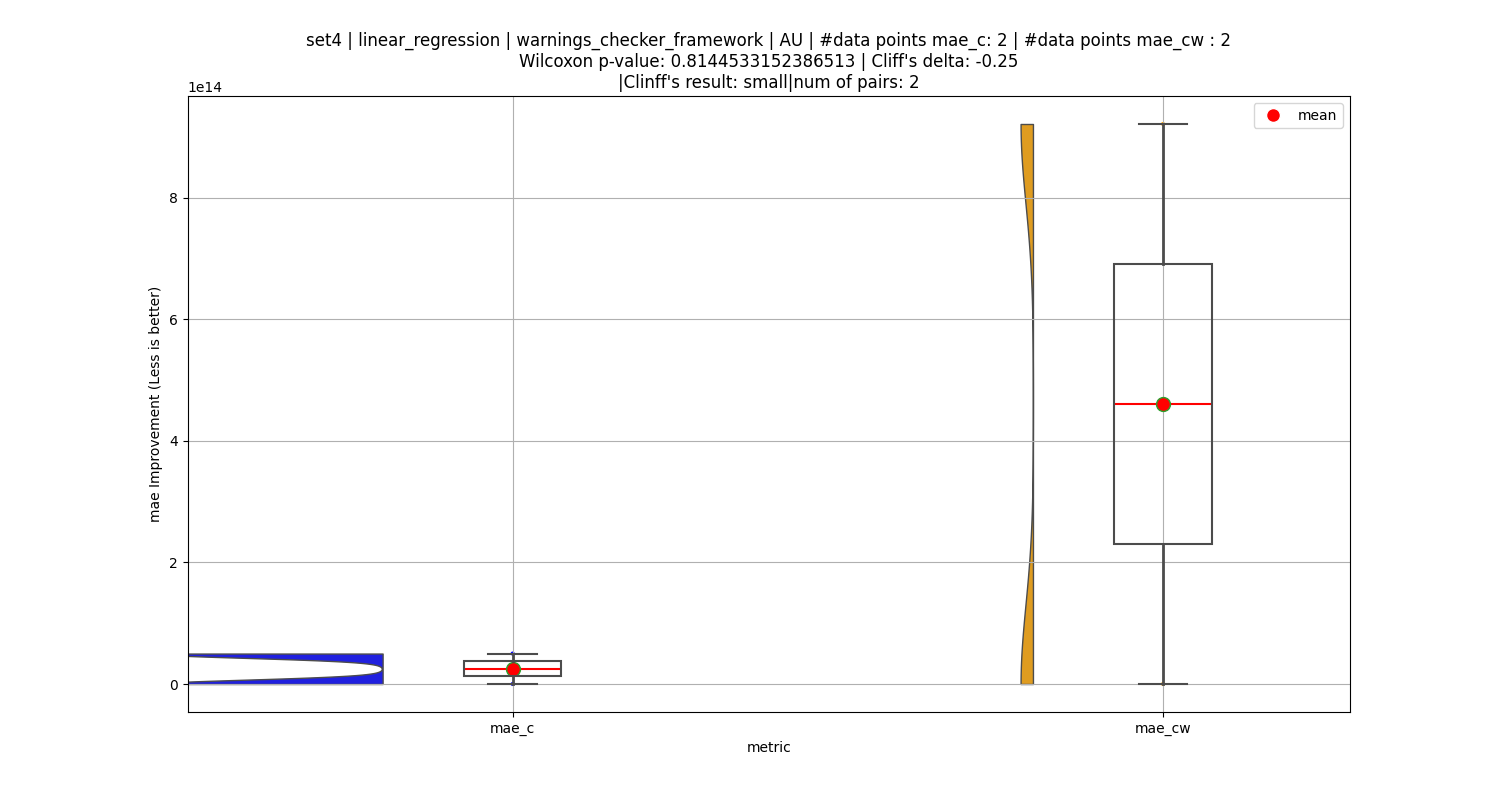 set4 | linear_regression | warnings_checker_framework | AU | #data points mae_c: 2 | #data points mae_cw : 2
Wilcoxon p-value: 0.8144533152386513 | Cliff's delta: -0.25
|Clinff's result: small|num of pairs: 2
1e14
mean
8
6
4
2
0
mae Improvement (Less is better)
mae_c
mae_cw
metric